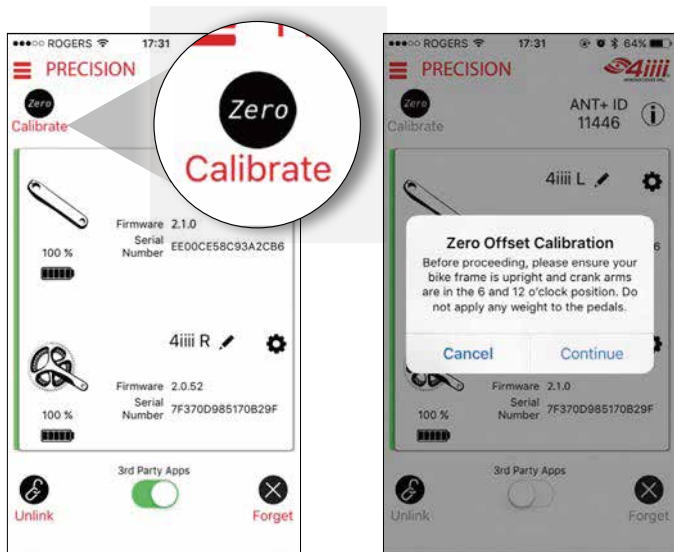 ROGERS 17:31
PRECISION
Zero
Calibrate
Zero
Calibrate
Firmware 2.1.0
Serial
Number EE00CE58C93A2CB6
100 %
4iiii R
Firmware 2.0.52
Serial
Number 7F370D985170B29F
100 %
3rd Party Apps
Unlink
Forget
ROGERS 17:31 64%
PRECISION
4iiii
Zero
Calibrate
ANT+ ID
11446
4iiii L
6
Zero Offset Calibration
Before proceeding, please ensure your
bike frame is upright and crank arms
are in the 6 and 12 o'clock position. Do
not apply any weight to the pedals.
Cancel Continue
Firmware 2.1.0
Serial
Number 7F370D985170B29F
100 %
3rd Party Apps
Unlink
Forget